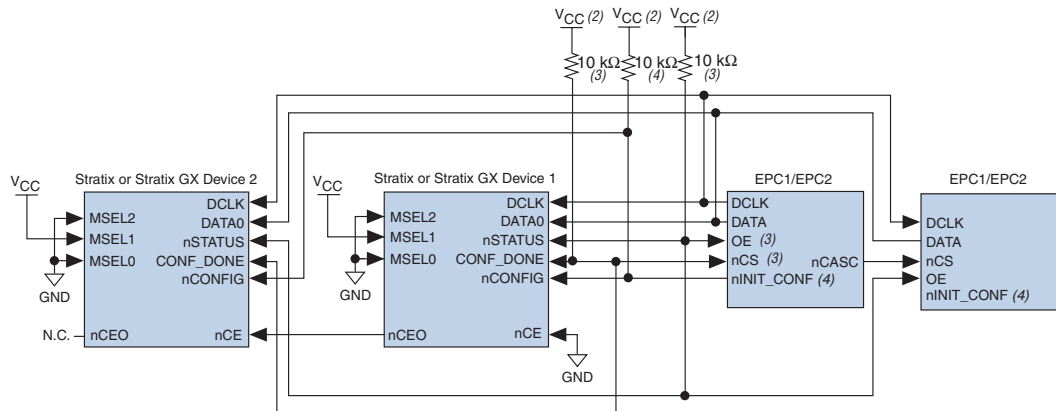 VCC (2)
VCC (2)
VCC (2)
10 kΩ
(3)
10 kΩ
(4)
10 kΩ
(3)
Stratix or Stratix GX Device 2
VCC
MSEL2
MSEL1
MSEL0
GND
DCLK
DATA0
nSTATUS
CONF_DONE
nCONFIG
N.C.
nCEO
nCE
Stratix or Stratix GX Device 1
VCC
MSEL2
MSEL1
MSEL0
GND
DCLK
DATA0
nSTATUS
CONF_DONE
nCONFIG
nCEO
nCE
GND
EPC1/EPC2
DCLK
DATA
OE (3)
nCS (3)
nCASC
nINIT_CONF (4)
EPC1/EPC2
DCLK
DATA
nCS
OE
nINIT_CONF (4)